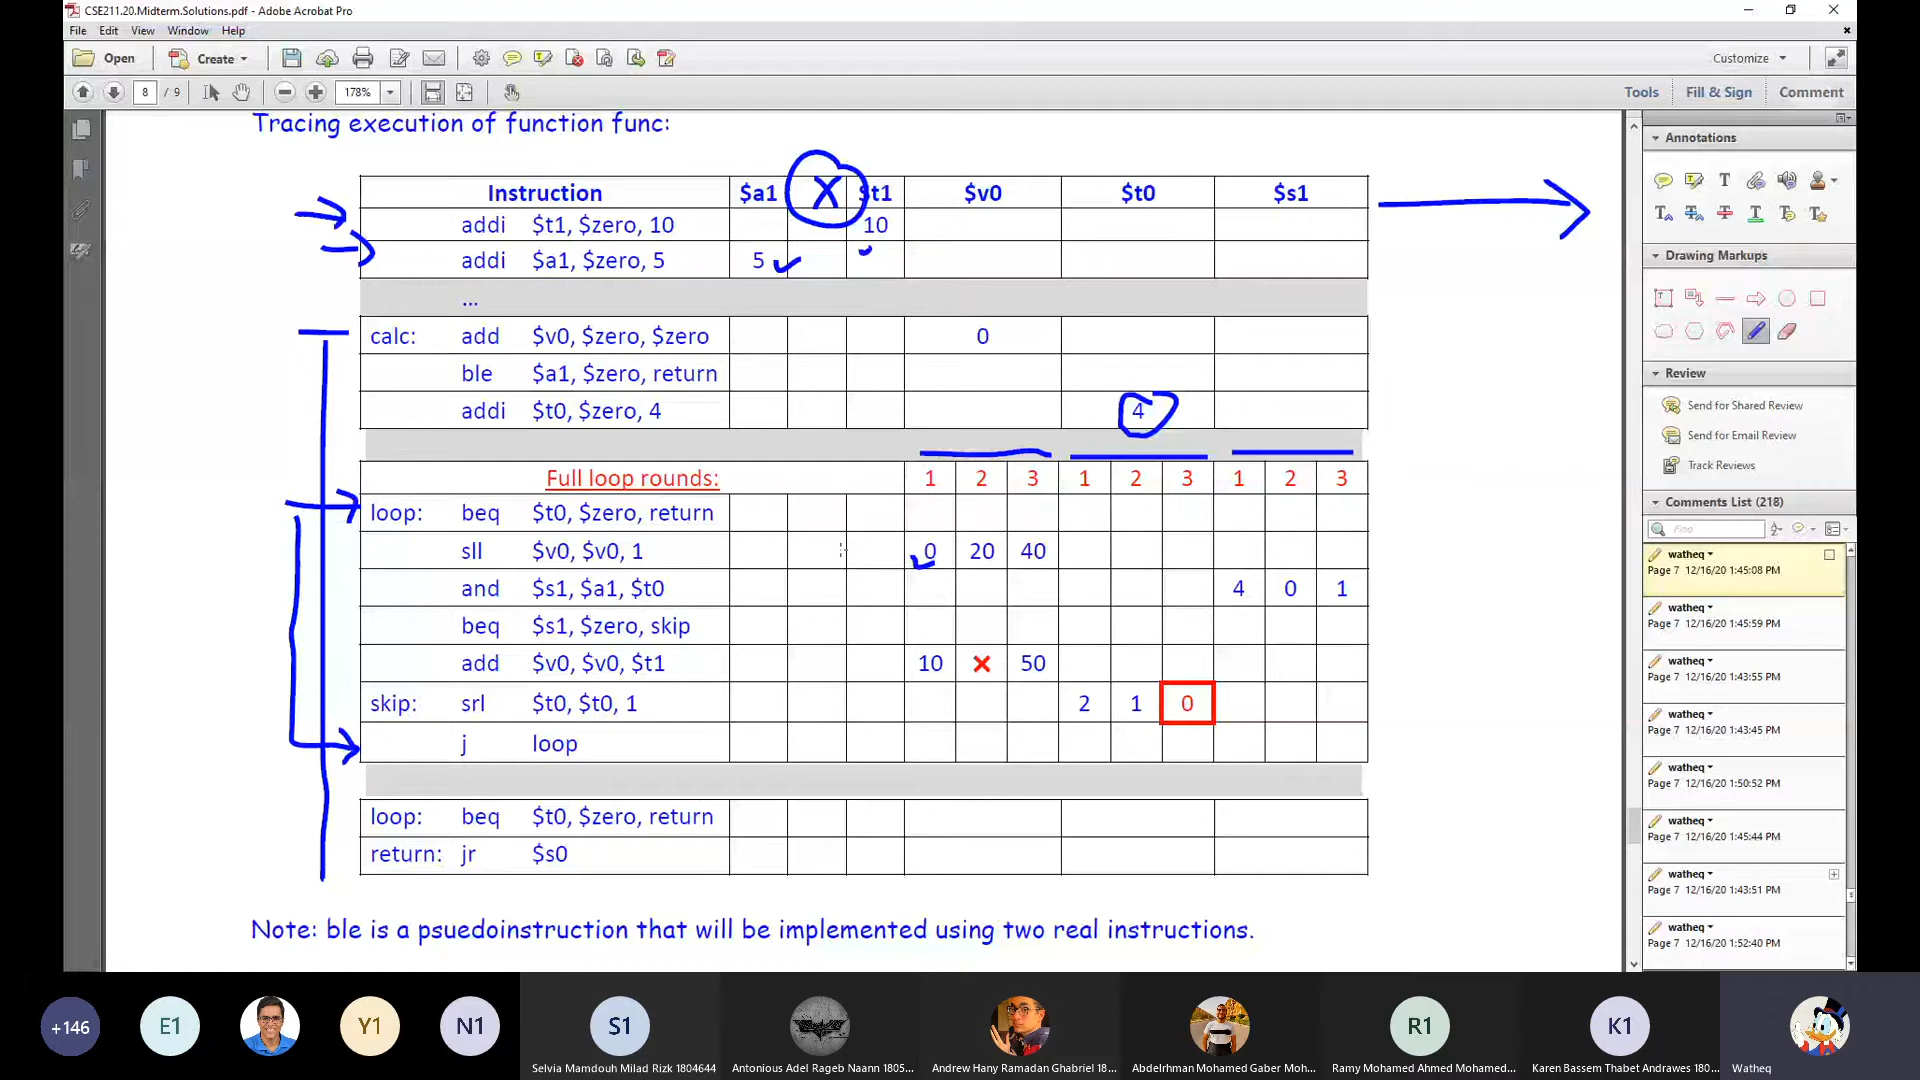 CSE211.20.Midterm.Solutions.pdf - Adobe Acrobat Pro
File Edit View Window Help
Open Create Customize
8 / 9 178% Tools Fill & Sign Comment
Tracing execution of function func:
Instruction $a1 X $t1 $v0 $t0 $s1
addi $t1, $zero, 10 10
addi $a1, $zero, 5 5
...
calc: add $v0, $zero, $zero 0
ble $a1, $zero, return
addi $t0, $zero, 4 4
Full loop rounds: 1 2 3 1 2 3 1 2 3
loop: beq $t0, $zero, return
sll $v0, $v0, 1 0 20 40
and $s1, $a1, $t0 4 0 1
beq $s1, $zero, skip
add $v0, $v0, $t1 10 × 50
skip: srl $t0, $t0, 1 2 1 0
j loop
loop: beq $t0, $zero, return
return: jr $s0
Note: ble is a psuedoinstruction that will be implemented using two real instructions.
Annotations
Drawing Markups
Review
Send for Shared Review
Send for Email Review
Track Reviews
Comments List (218)
Find
watheq
Page 7 12/16/20 1:45:08 PM
watheq
Page 7 12/16/20 1:45:59 PM
watheq
Page 7 12/16/20 1:43:55 PM
watheq
Page 7 12/16/20 1:43:45 PM
watheq
Page 7 12/16/20 1:50:52 PM
watheq
Page 7 12/16/20 1:45:44 PM
watheq
Page 7 12/16/20 1:43:51 PM
watheq
Page 7 12/16/20 1:52:40 PM
+146 E1 Y1 N1 S1 R1 K1
Selvia Mamdouh Milad Rizk 1804644
Antonious Adel Rageb Naann 1805...
Andrew Hany Ramadan Ghabriel 18...
Abdelrhman Mohamed Gaber Moh...
Ramy Mohamed Ahmed Mohamed...
Karen Bassem Thabet Andrawes 180...
Watheq